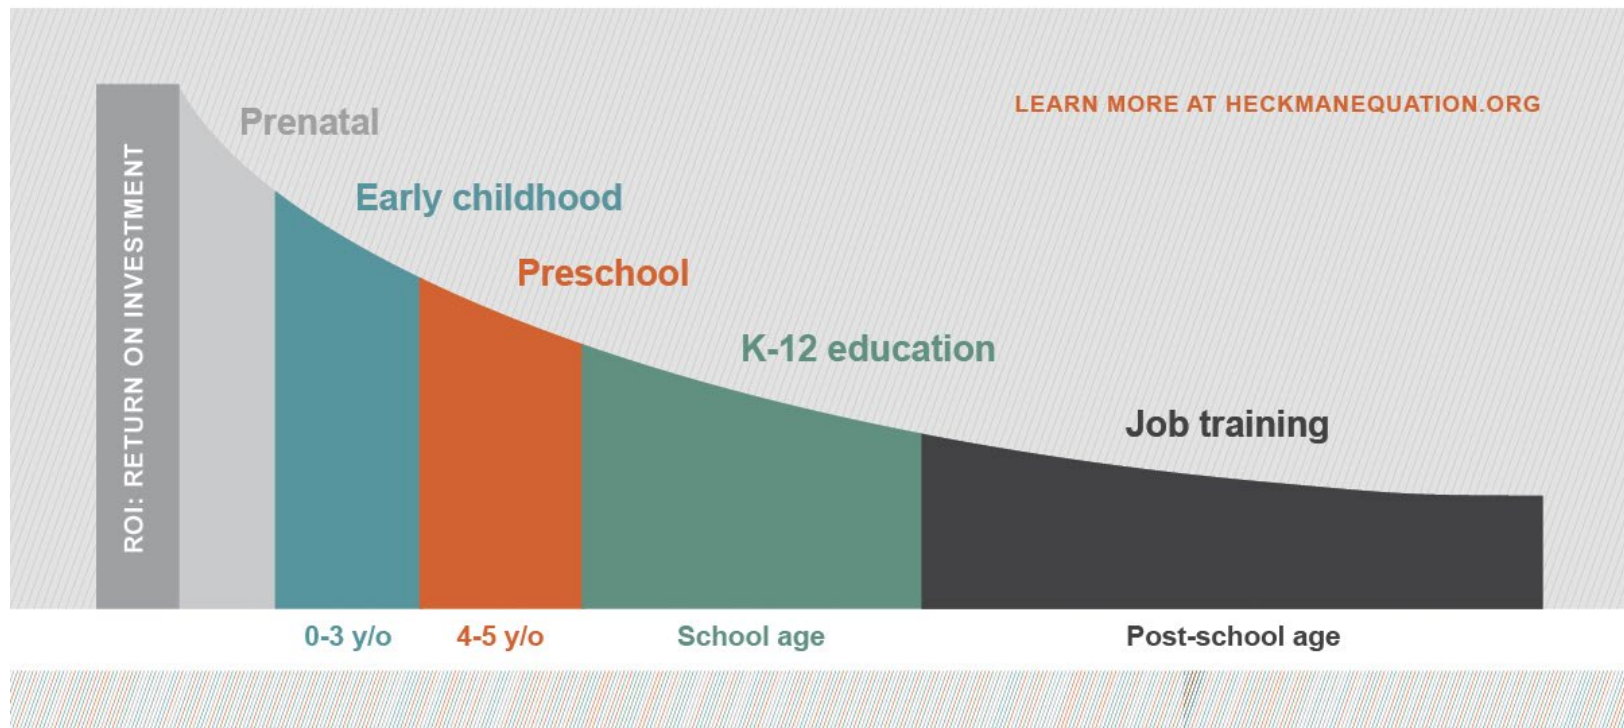 LEARN MORE AT HECKMANEQUATION.ORG
ROI: RETURN ON INVESTMENT
Prenatal
Early childhood
Preschool
K-12 education
Job training
0-3 y/o
4-5 y/o
School age
Post-school age